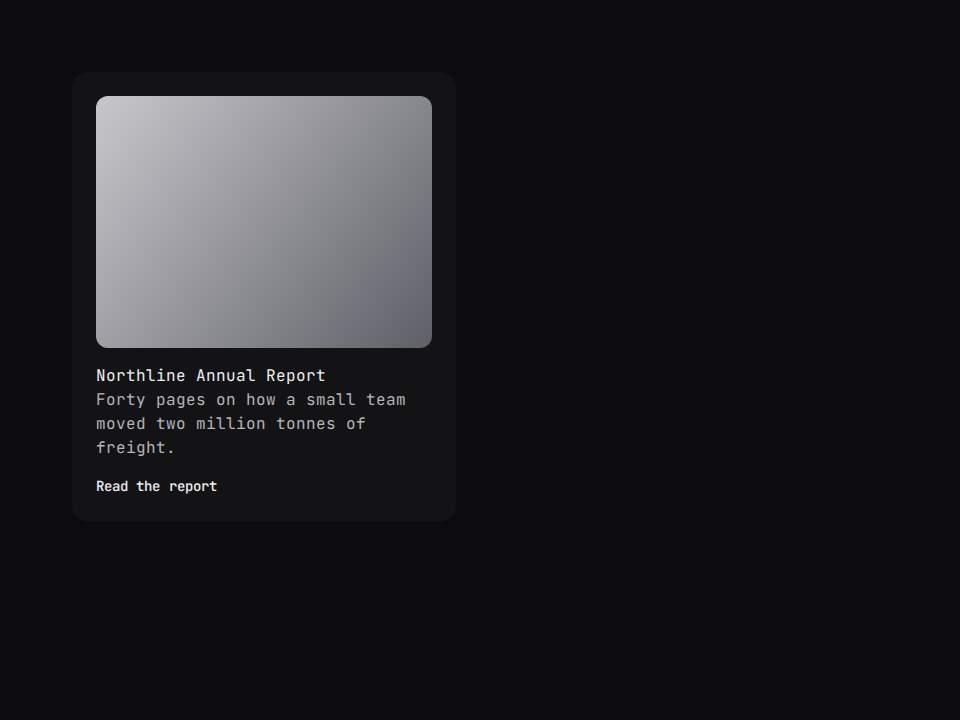 Northline Annual Report
Forty pages on how a small team
moved two million tonnes of
freight.
Read the report